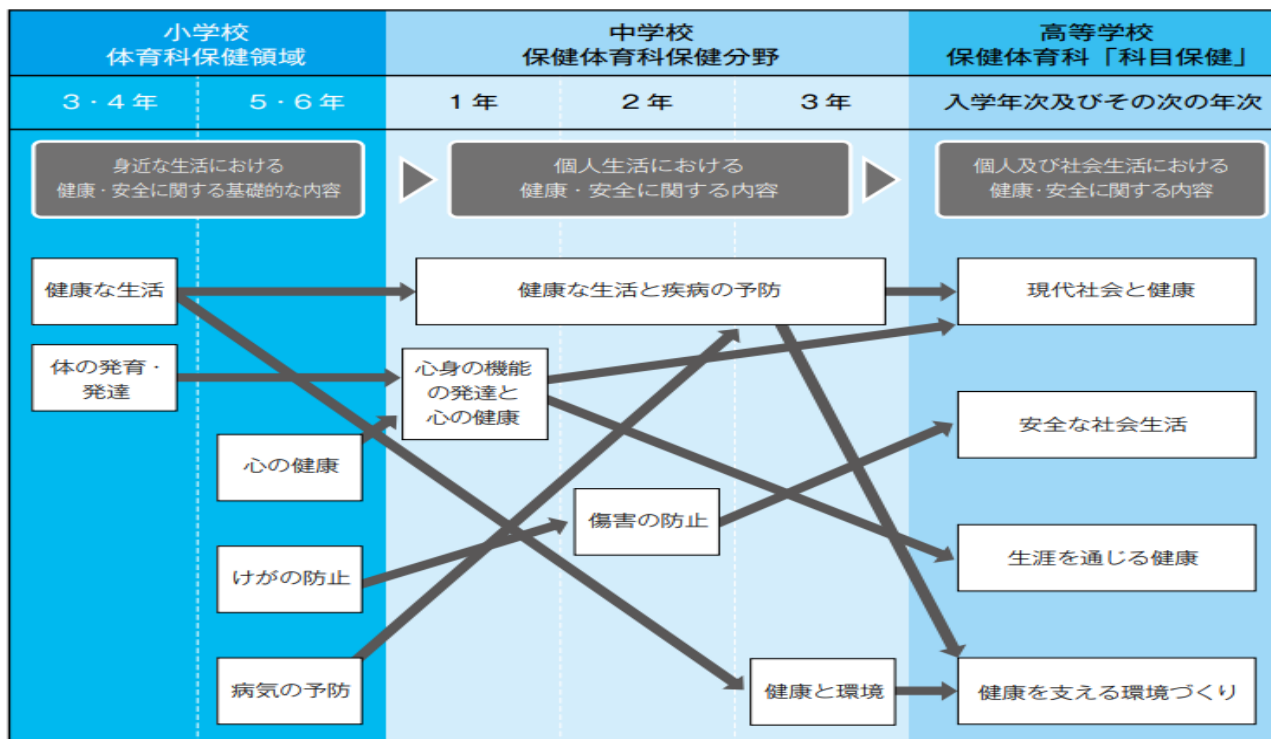 小学校
体育科保健領域
中学校
保健体育科保健分野
高等学校
保健体育科「科目保健」
3・4年
5・6年
1年
2年
3年
入学年次及びその次の年次
身近な生活における
健康・安全に関する基礎的な内容
個人生活における
健康・安全に関する内容
個人及び社会生活における
健康・安全に関する内容
健康な生活
健康な生活と疾病の予防
現代社会と健康
体の発育・
発達
心身の機能
の発達と
心の健康
安全な社会生活
心の健康
傷害の防止
けがの防止
生涯を通じる健康
病気の予防
健康と環境
健康を支える環境づくり